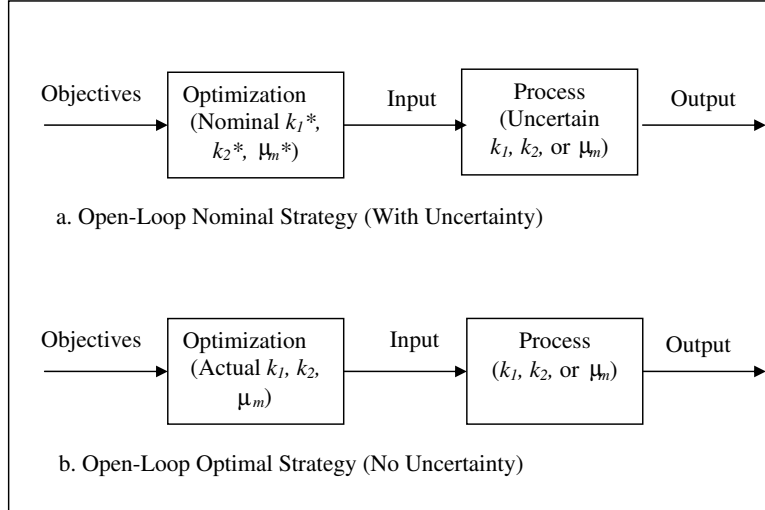 Objectives
Optimization
(Nominal k1*,
k2*, μm*)
Input
Process
(Uncertain
k1, k2, or μm)
Output
a. Open-Loop Nominal Strategy (With Uncertainty)
Objectives
Optimization
(Actual k1, k2,
μm)
Input
Process
(k1, k2, or μm)
Output
b. Open-Loop Optimal Strategy (No Uncertainty)